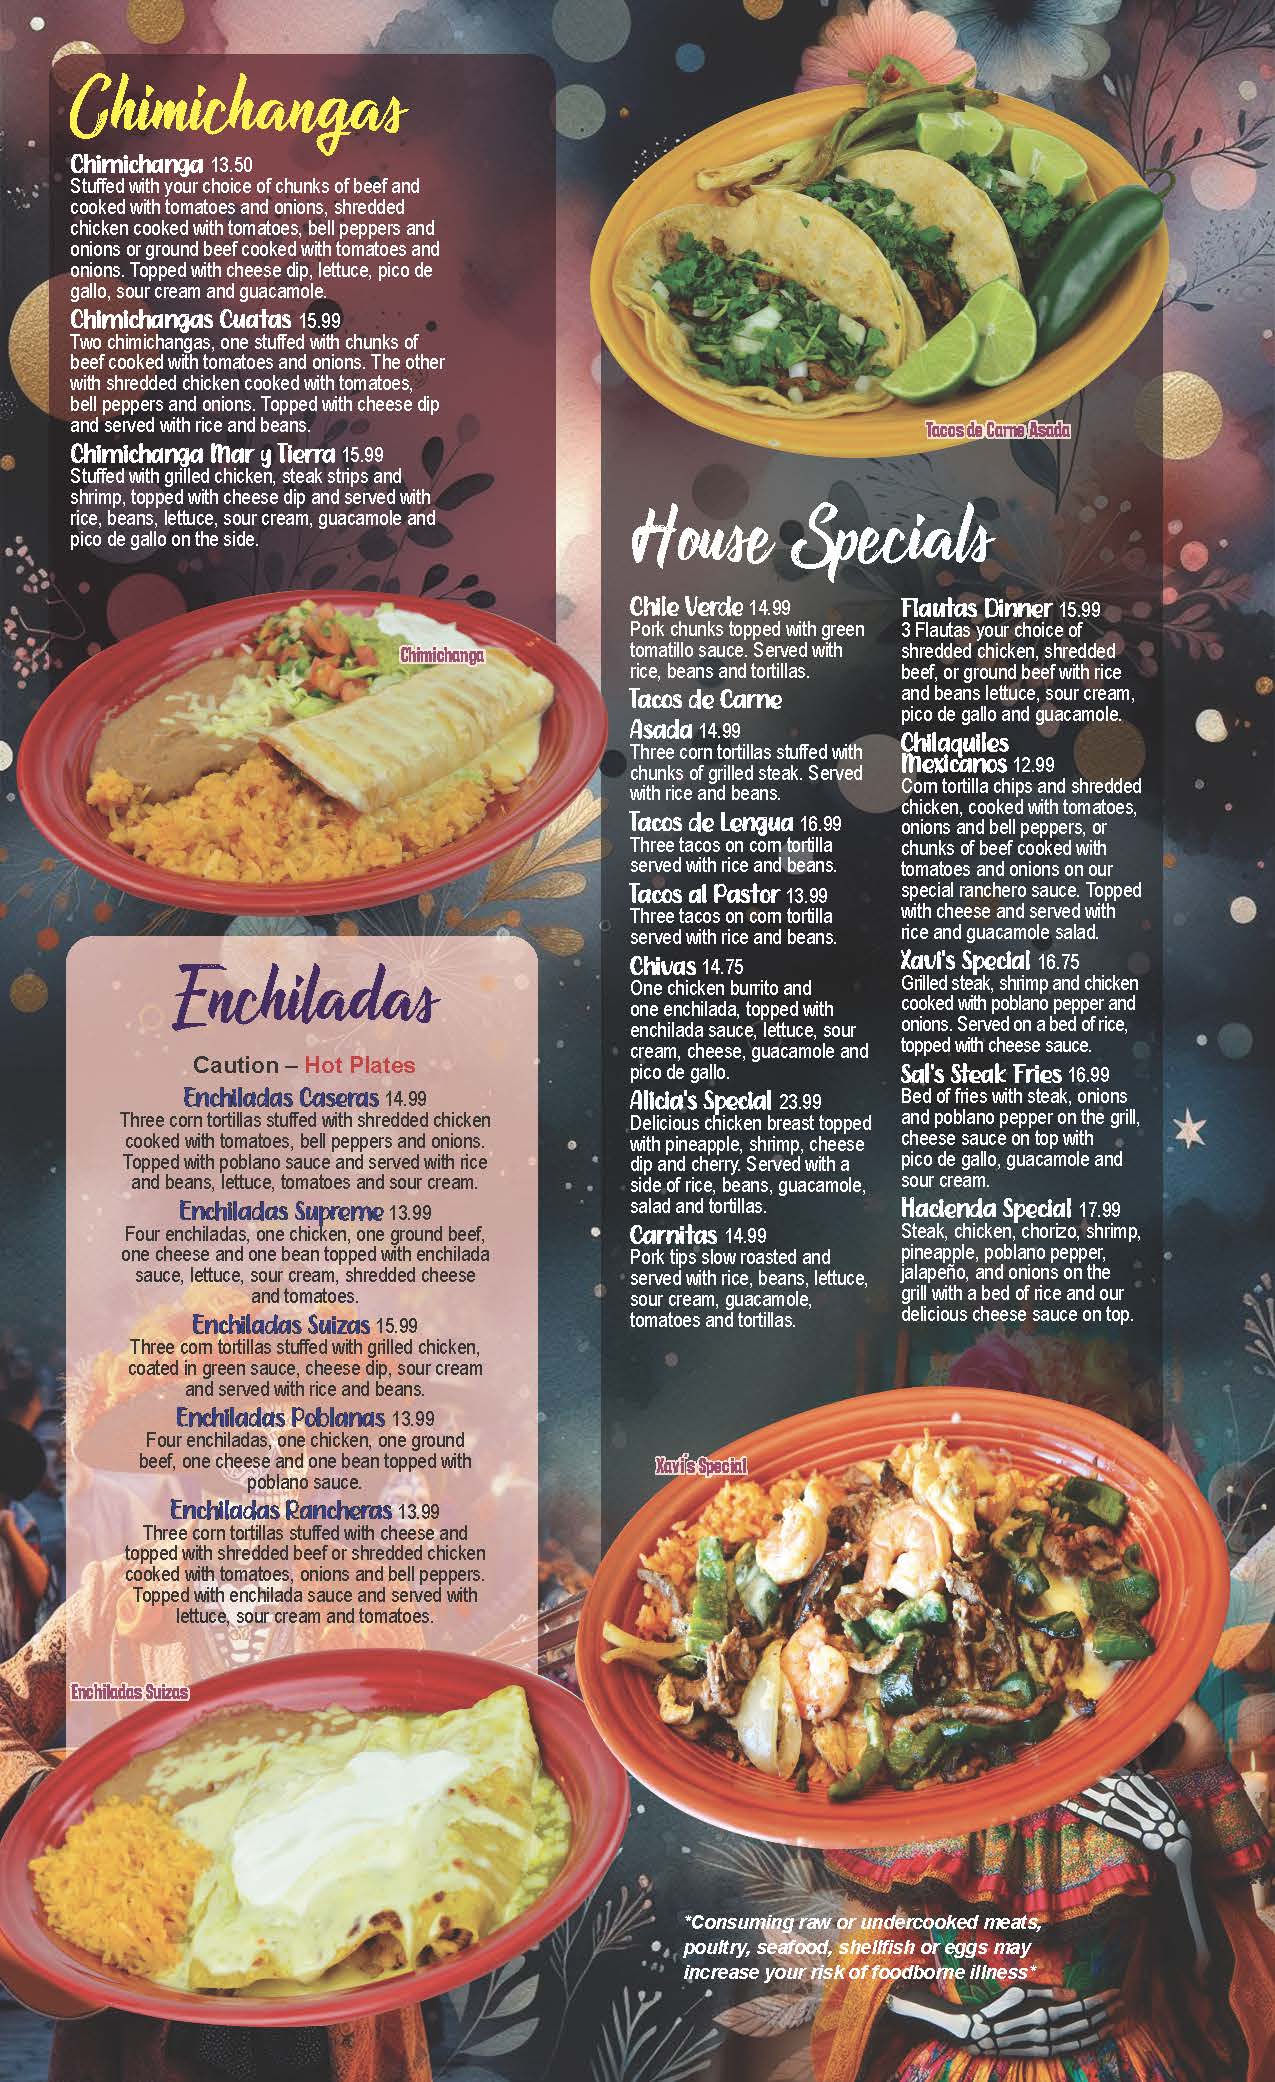 Chimichangas
Chimichanga 13.50
Stuffed with your choice of chunks of beef and
cooked with tomatoes and onions, shredded
chicken cooked with tomatoes, bell peppers and
onions or ground beef cooked with tomatoes and
onions. Topped with cheese dip, lettuce, pico de
gallo, sour cream and guacamole.
Chimichangas Cuatas 15.99
Two chimichangas, one stuffed with chunks of
beef cooked with tomatoes and onions. The other
with shredded chicken cooked with tomatoes,
bell peppers and onions. Topped with cheese dip
and served with rice and beans.
Chimichanga Mar y Tierra 15.99
Stuffed with grilled chicken, steak strips and
shrimp, topped with cheese dip and served with
rice, beans, lettuce, sour cream, guacamole and
pico de gallo on the side.
Chimichanga
Enchiladas
Caution – Hot Plates
Enchiladas Caseras 14.99
Three corn tortillas stuffed with shredded chicken
cooked with tomatoes, bell peppers and onions.
Topped with poblano sauce and served with rice
and beans, lettuce, tomatoes and sour cream.
Enchiladas Supreme 13.99
Four enchiladas, one chicken, one ground beef,
one cheese and one bean topped with enchilada
sauce, lettuce, sour cream, shredded cheese
and tomatoes.
Enchiladas Suizas 15.99
Three corn tortillas stuffed with grilled chicken,
coated in green sauce, cheese dip, sour cream
and served with rice and beans.
Enchiladas Poblanas 13.99
Four enchiladas, one chicken, one ground
beef, one cheese and one bean topped with
poblano sauce.
Enchiladas Rancheras 13.99
Three corn tortillas stuffed with cheese and
topped with shredded beef or shredded chicken
cooked with tomatoes, onions and bell peppers.
Topped with enchilada sauce and served with
lettuce, sour cream and tomatoes.
Enchiladas Suizas
Tacos de Carne Asada
House Specials
Chile Verde 14.99
Pork chunks topped with green
tomatillo sauce. Served with
rice, beans and tortillas.
Tacos de Carne
Asada 14.99
Three corn tortillas stuffed with
chunks of grilled steak. Served
with rice and beans.
Tacos de Lengua 16.99
Three tacos on corn tortilla
served with rice and beans.
Tacos al Pastor 13.99
Three tacos on corn tortilla
served with rice and beans.
Chivas 14.75
One chicken burrito and
one enchilada, topped with
enchilada sauce, lettuce, sour
cream, cheese, guacamole and
pico de gallo.
Alicia's Special 23.99
Delicious chicken breast topped
with pineapple, shrimp, cheese
dip and cherry. Served with a
side of rice, beans, guacamole,
salad and tortillas.
Carnitas 14.99
Pork tips slow roasted and
served with rice, beans, lettuce,
sour cream, guacamole,
tomatoes and tortillas.
Flautas Dinner 15.99
3 Flautas your choice of
shredded chicken, shredded
beef, or ground beef with rice
and beans lettuce, sour cream,
pico de gallo and guacamole.
Chilaquiles
Mexicanos 12.99
Corn tortilla chips and shredded
chicken, cooked with tomatoes,
onions and bell peppers, or
chunks of beef cooked with
tomatoes and onions on our
special ranchero sauce. Topped
with cheese and served with
rice and guacamole salad.
Xavi's Special 16.75
Grilled steak, shrimp and chicken
cooked with poblano pepper and
onions. Served on a bed of rice,
topped with cheese sauce.
Sal's Steak Fries 16.99
Bed of fries with steak, onions
and poblano pepper on the grill,
cheese sauce on top with
pico de gallo, guacamole and
sour cream.
Hacienda Special 17.99
Steak, chicken, chorizo, shrimp,
pineapple, poblano pepper,
jalapeño, and onions on the
grill with a bed of rice and our
delicious cheese sauce on top.
Xavi's Special
*Consuming raw or undercooked meats,
poultry, seafood, shellfish or eggs may
increase your risk of foodborne illness*